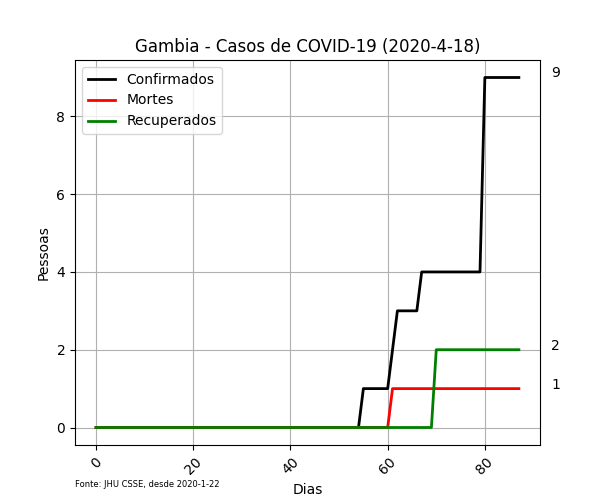 Gambia - Casos de COVID-19 (2020-4-18)
Confirmados
Mortes
Recuperados
9
8
6
4
2
0
2
1
Pessoas
0
20
40
60
80
Fonte: JHU CSSE, desde 2020-1-22
Dias